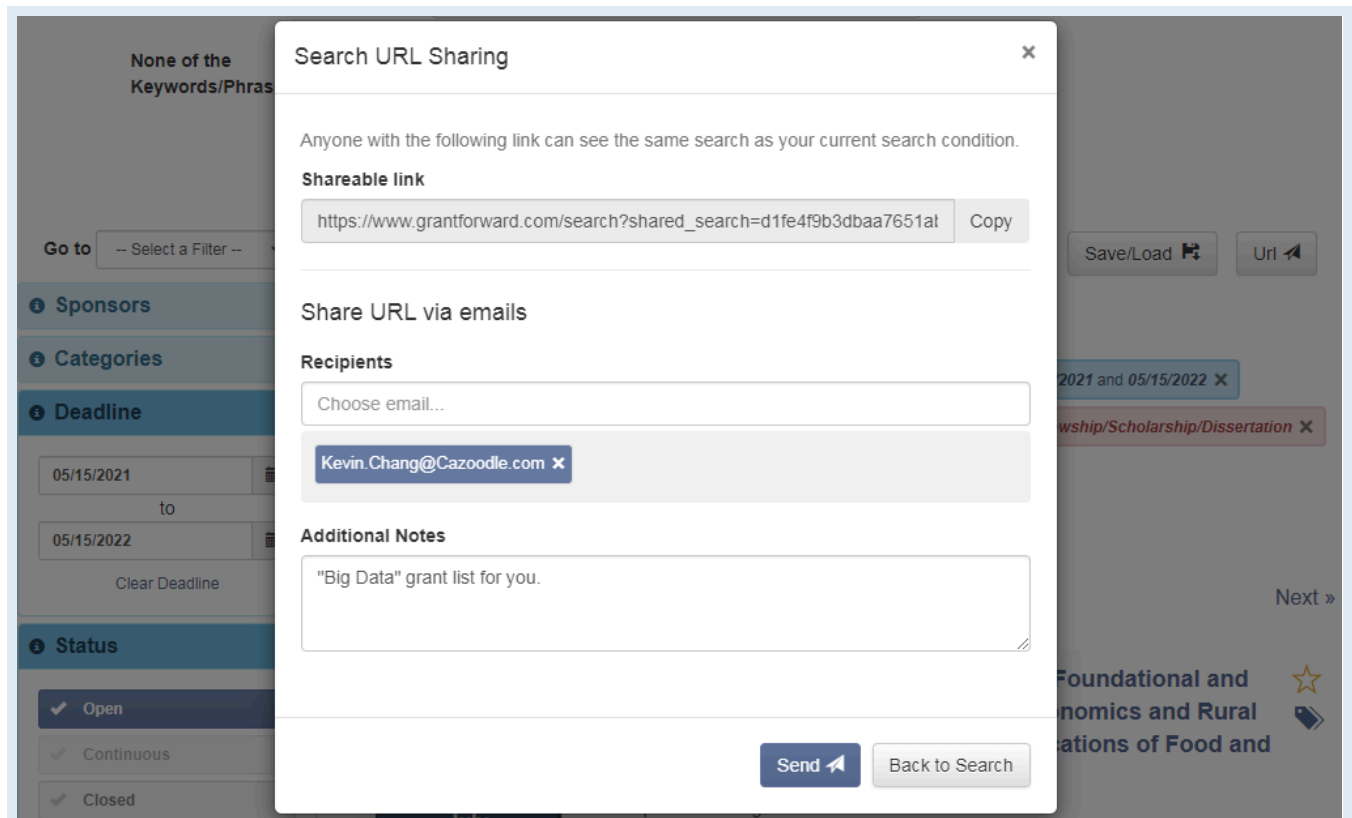 None of the
Keywords/Phras
Search URL Sharing
×
Anyone with the following link can see the same search as your current search condition.
Shareable link
https://www.grantforward.com/search?shared_search=d1fe4f9b3dbaa7651al
Copy
Go to
-- Select a Filter --
Save/Load
Url
Sponsors
Categories
Deadline
05/15/2021
to
05/15/2022
Clear Deadline
Status
Open
Continuous
Closed
Share URL via emails
Recipients
Choose email...
Kevin.Chang@Cazoodle.com ×
Additional Notes
"Big Data" grant list for you.
Send
Back to Search
2021 and 05/15/2022 ×
wship/Scholarship/Dissertation ×
Next »
Foundational and
nomics and Rural
ations of Food and